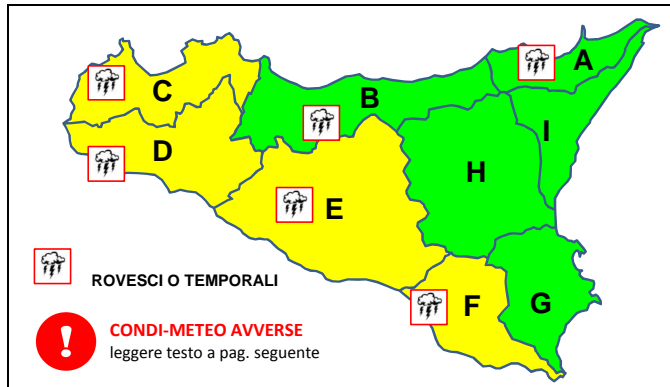 A
C
B
I
D
H
E
ROVESCI O TEMPORALI
F
G
!
CONDI-METEO AVVERSE
leggere testo a pag. seguente